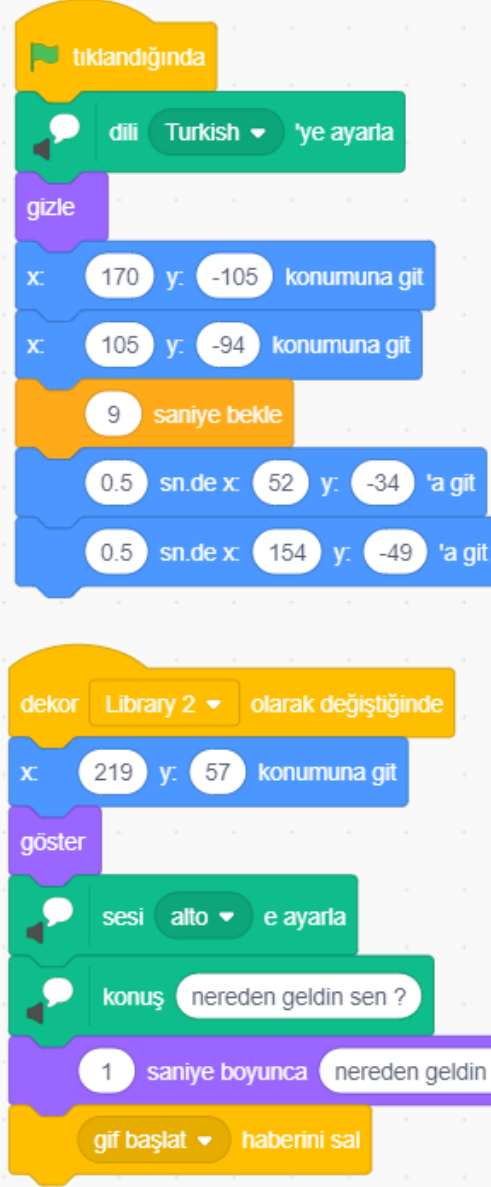 tıklandığında
dili Turkish 'ye ayarla
gizle
x: 170 y: -105 konumuna git
x: 105 y: -94 konumuna git
9 saniye bekle
0.5 sn.de x: 52 y: -34 'a git
0.5 sn.de x: 154 y: -49 'a git
dekor Library 2 olarak değiştiğinde
x: 219 y: 57 konumuna git
göster
sesi alto e ayarla
konuş nereden geldin sen ?
1 saniye boyunca nereden geldin
gif başlat haberini sal